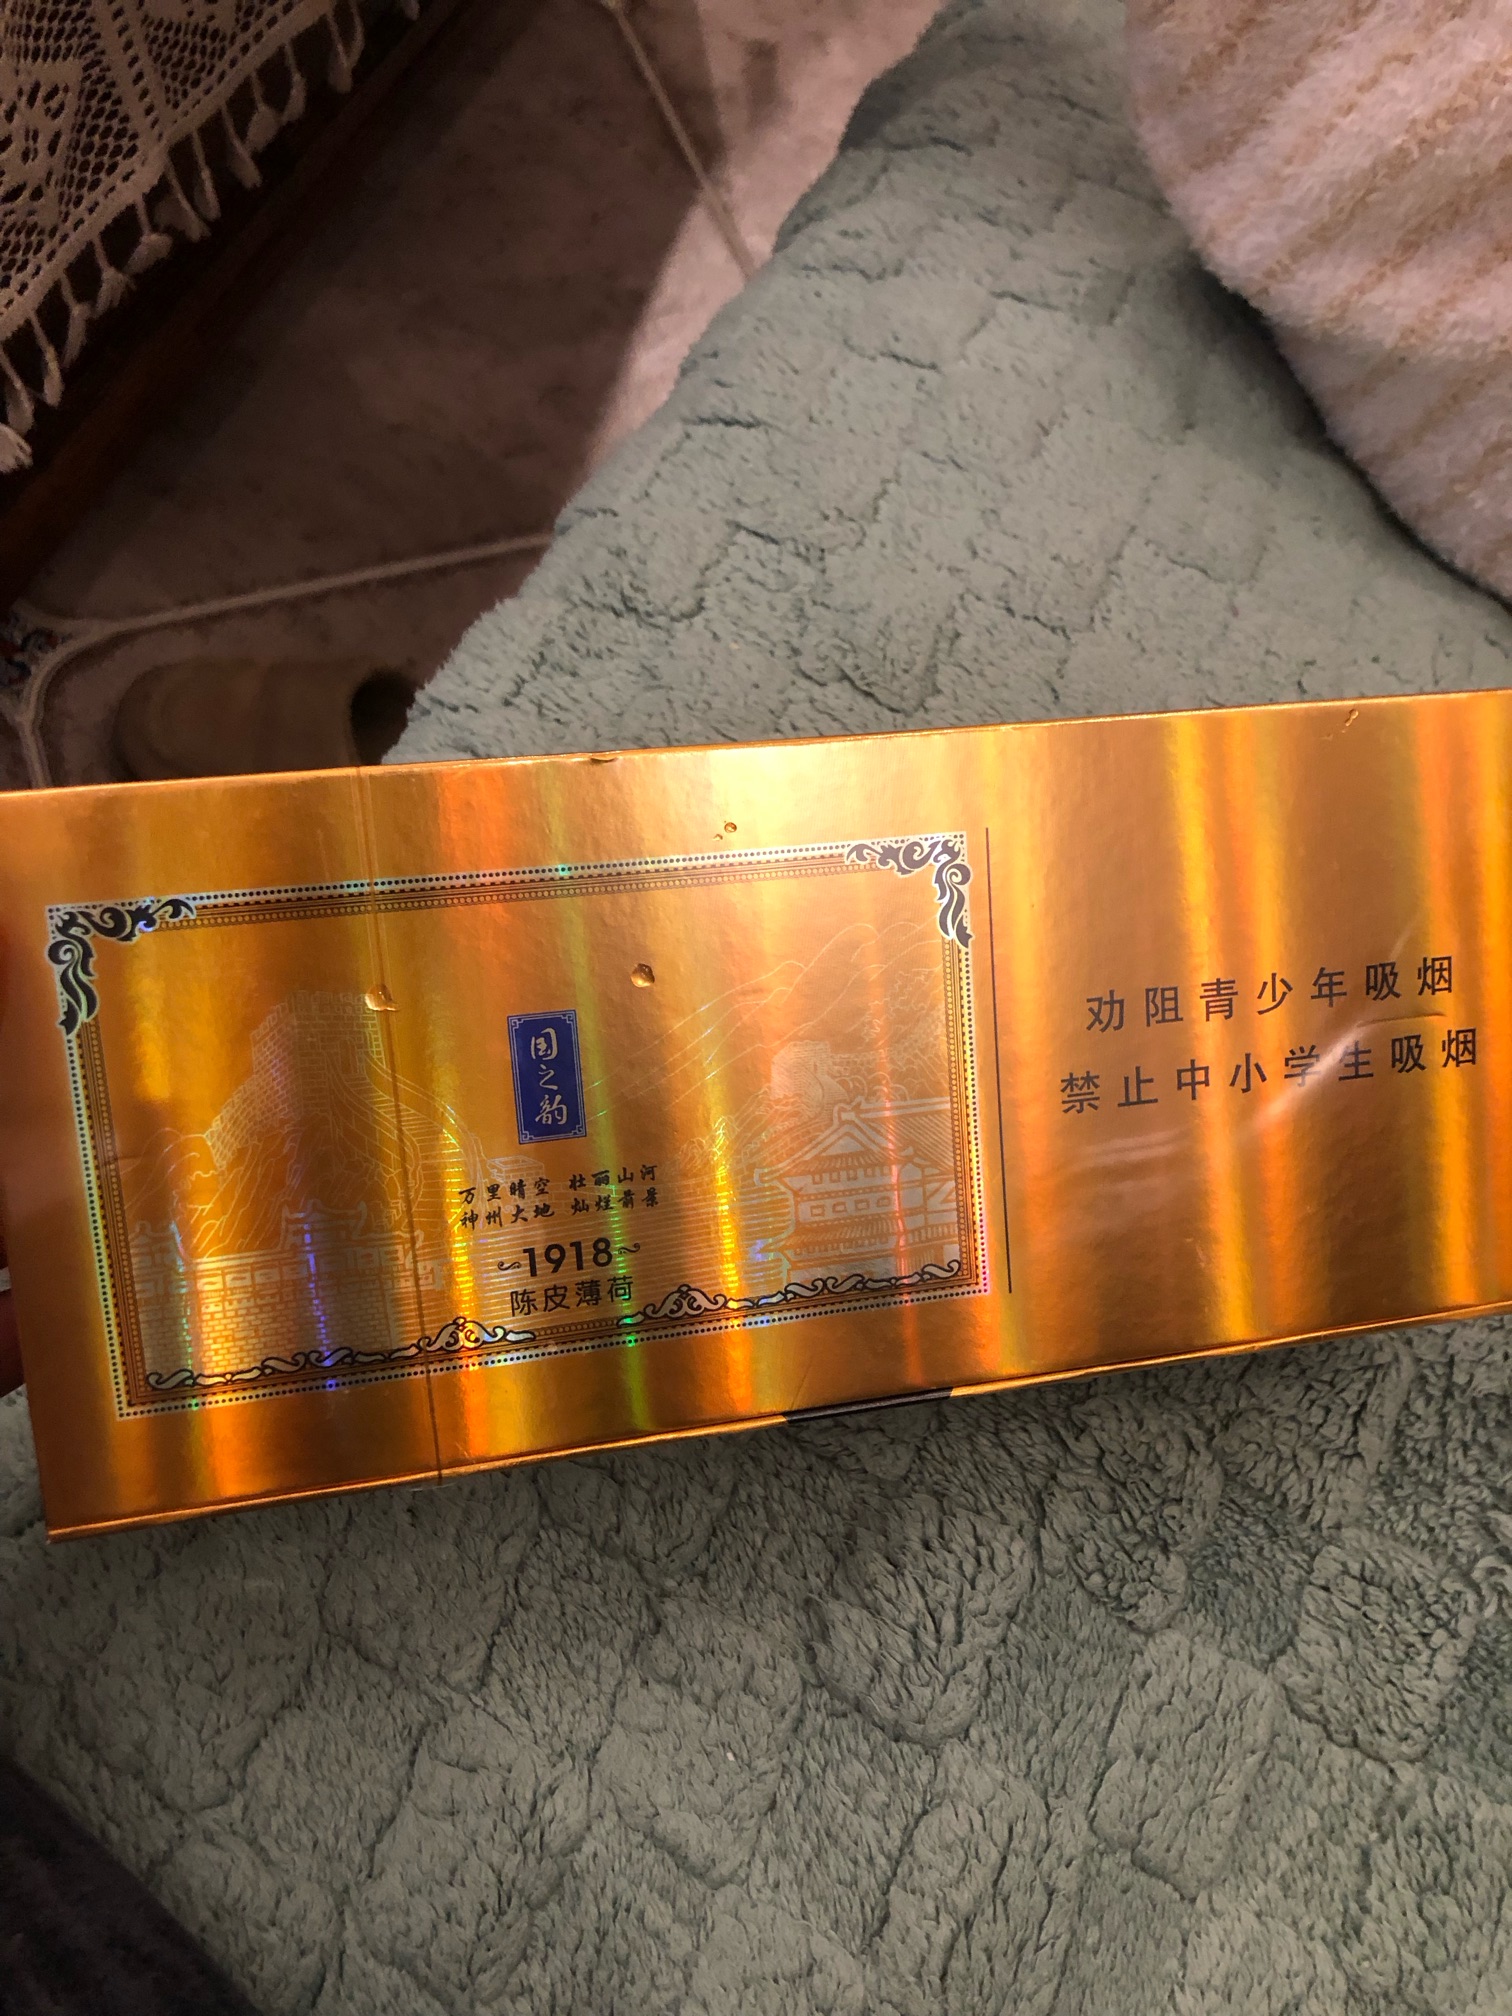 国之韵
万里晴空 壮丽山河
神州大地 灿烂前景
1918
陈皮薄荷
劝阻青少年吸烟
禁止中小学生吸烟